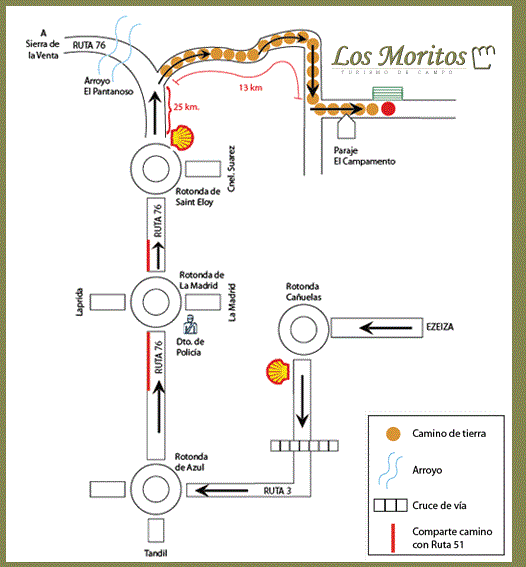 A
Sierra de
la Venta
RUTA 76
Arroyo
El Pantanoso
Los Moritos
TURISMO DE CAMPO
13 km
25 km.
Paraje
El Campamento
Cnel. Suarez
Rotonda de
Saint Eloy
RUTA 76
Rotonda de
La Madrid
Laprida
La Madrid
Dto. de
Policía
Rotonda
Cañuelas
EZEIZA
RUTA 76
Rotonda
de Azul
RUTA 3
Tandil
Camino de tierra
Arroyo
Cruce de vía
Comparte camino
con Ruta 51